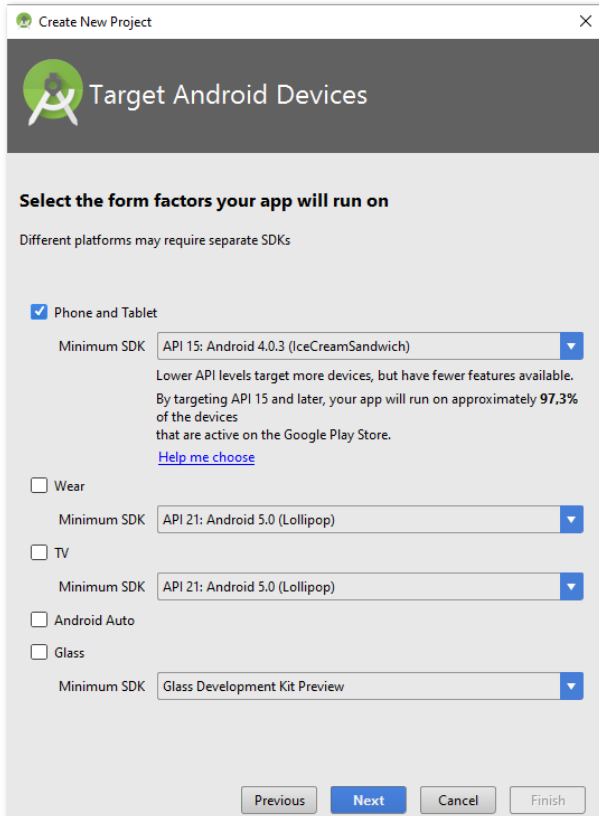 Create New Project
Target Android Devices
Select the form factors your app will run on
Different platforms may require separate SDKs
Phone and Tablet
Minimum SDK API 15: Android 4.0.3 (IceCreamSandwich)
Lower API levels target more devices, but have fewer features available.
By targeting API 15 and later, your app will run on approximately 97,3%
of the devices
that are active on the Google Play Store.
Help me choose
Wear
Minimum SDK API 21: Android 5.0 (Lollipop)
TV
Minimum SDK API 21: Android 5.0 (Lollipop)
Android Auto
Glass
Minimum SDK Glass Development Kit Preview
Previous Next Cancel Finish